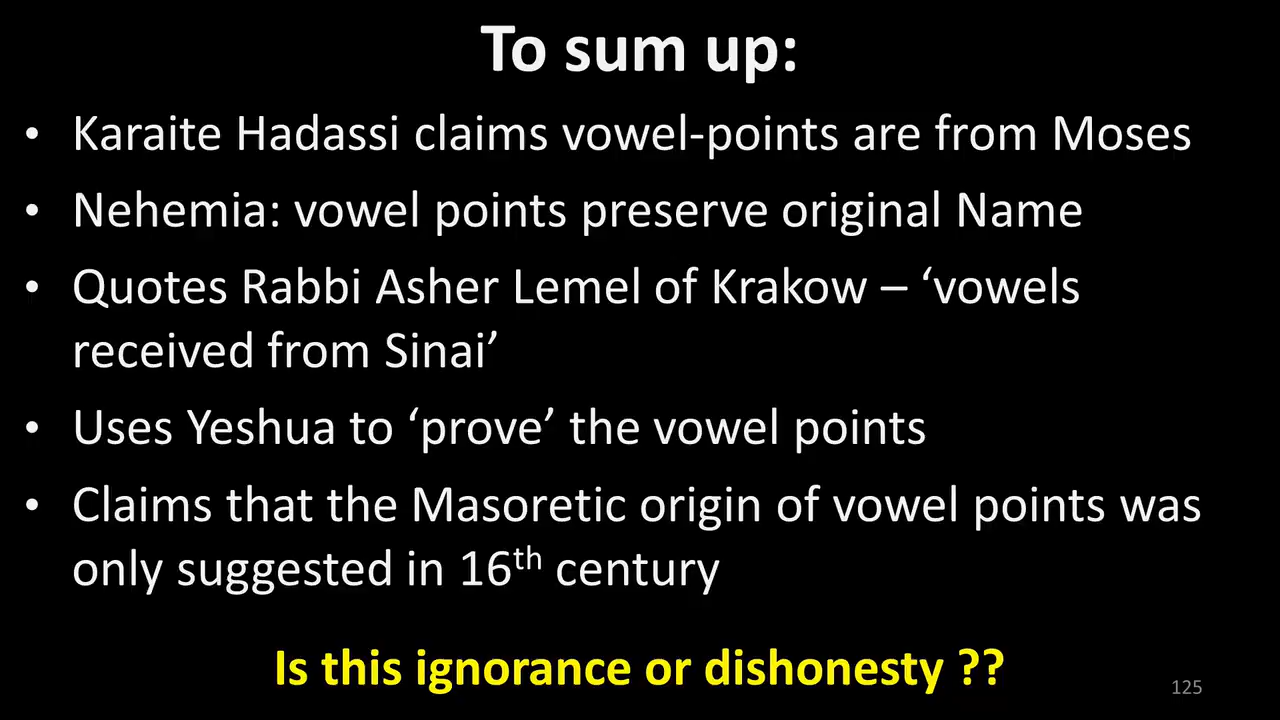 To sum up:
• Karaite Hadassi claims vowel-points are from Moses
• Nehemia: vowel points preserve original Name
• Quotes Rabbi Asher Lemel of Krakow – ‘vowels
received from Sinai’
• Uses Yeshua to ‘prove’ the vowel points
• Claims that the Masoretic origin of vowel points was
only suggested in 16th century
Is this ignorance or dishonesty ??
125